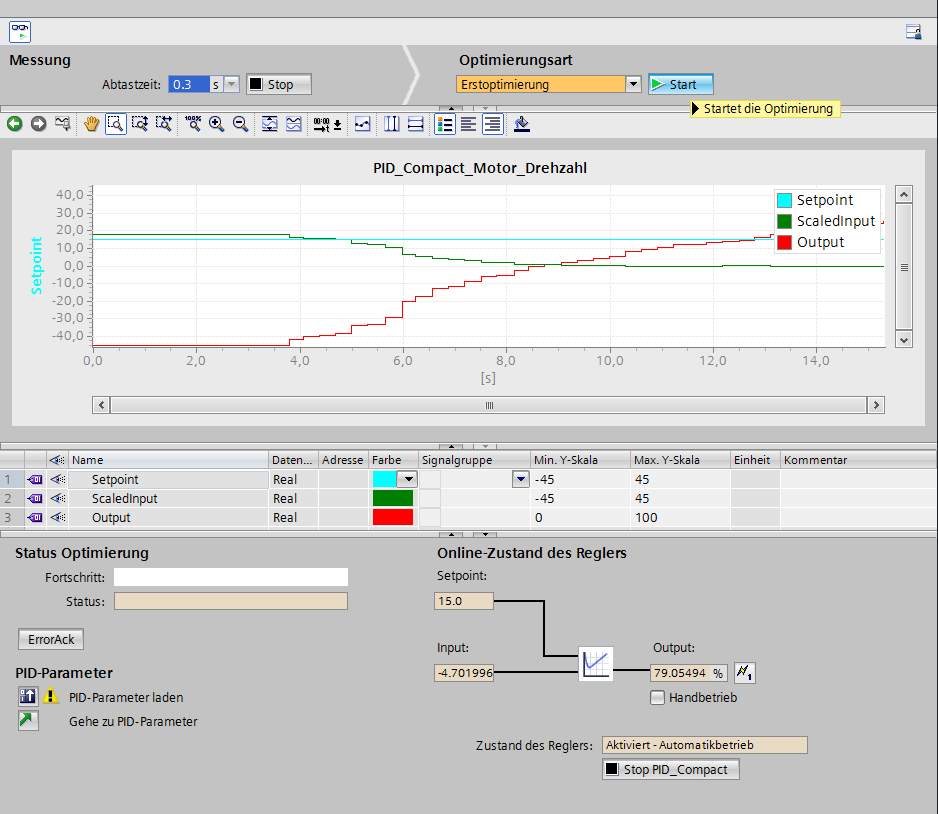 Messung
Optimierungsart
Abtastzeit: 0.3 s Stop
Erstoptimierung Start
Startet die Optimierung
100%
00:00
PID_Compact_Motor_Drehzahl
Setpoint
ScaledInput
Output
Setpoint
40,0
30,0
20,0
10,0
0,0
-10,0
-20,0
-30,0
-40,0
0,0 2,0 4,0 6,0 8,0 10,0 12,0 14,0
[s]
Name Daten... Adresse Farbe Signalgruppe Min. Y-Skala Max. Y-Skala Einheit Kommentar
1 Setpoint Real -45 45
2 ScaledInput Real -45 45
3 Output Real 0 100
Status Optimierung
Fortschritt:
Status:
ErrorAck
PID-Parameter
PID-Parameter laden
Gehe zu PID-Parameter
Online-Zustand des Reglers
Setpoint:
15.0
Input:
-4.701996
Output:
79.05494 %
Handbetrieb
Zustand des Reglers: Aktiviert - Automatikbetrieb
Stop PID_Compact